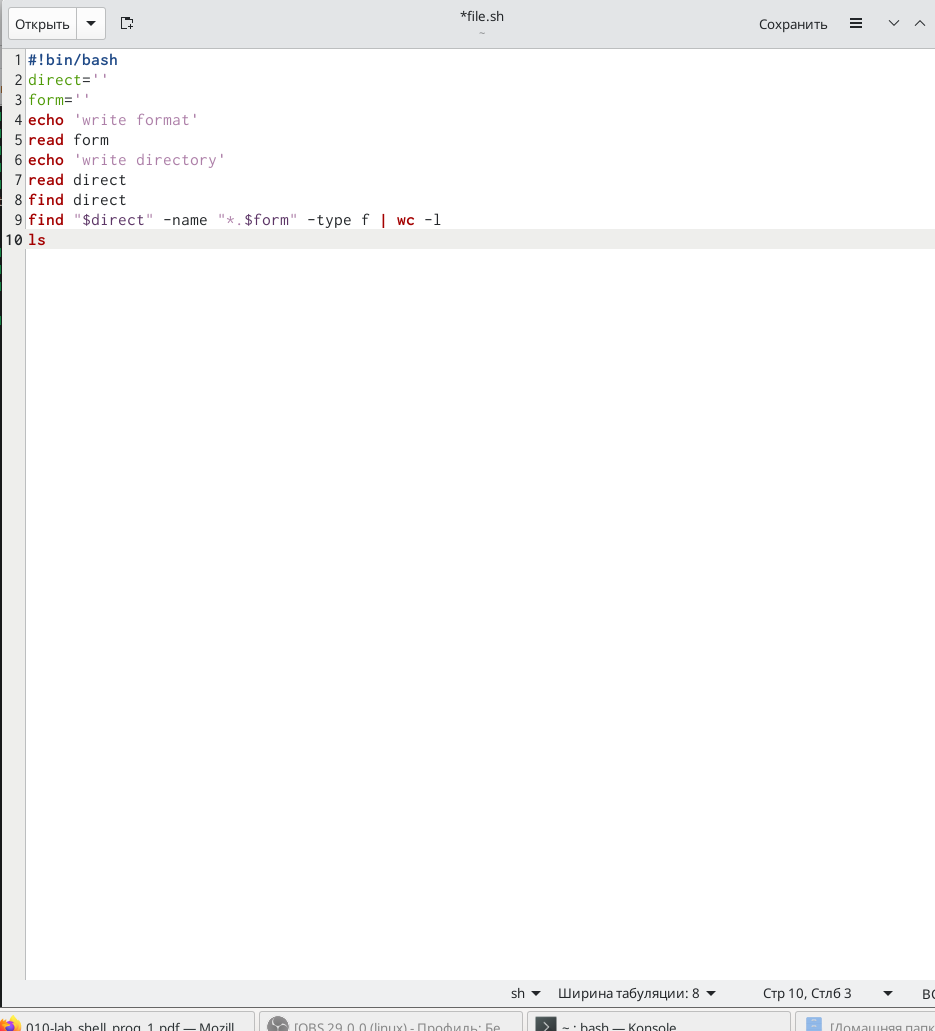 Открыть
*file.sh
~
Сохранить
1 #!bin/bash
2 direct=''
3 form=''
4 echo 'write format'
5 read form
6 echo 'write directory'
7 read direct
8 find direct
9 find "$direct" -name "*.$form" -type f | wc -l
10 ls
sh Ширина табуляции: 8 Стр 10, Стлб 3
010-lab_shell_prog_1.pdf — Mozill [OBS 29.0.0 (linux) - Профиль: Бе ~ : bash — Konsole [Домашняя папк